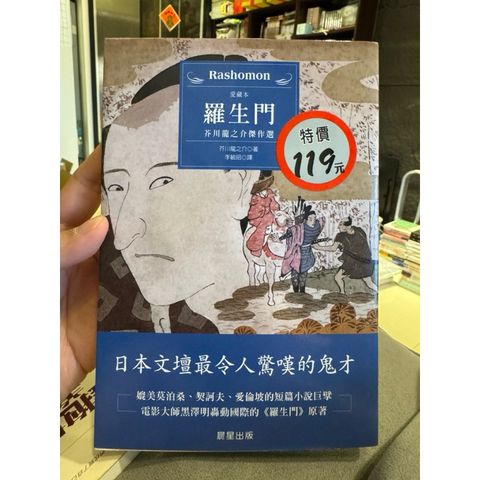 Rashomon
愛藏本
羅生門
芥川龍之介傑作選
芥川龍之介◎著
李毓昭◎譯
特價
119元
日本文壇最令人驚嘆的鬼才
媲美莫泊桑、契訶夫、愛倫坡的短篇小說巨擘
電影大師黑澤明轟動國際的《羅生門》原著
晨星出版